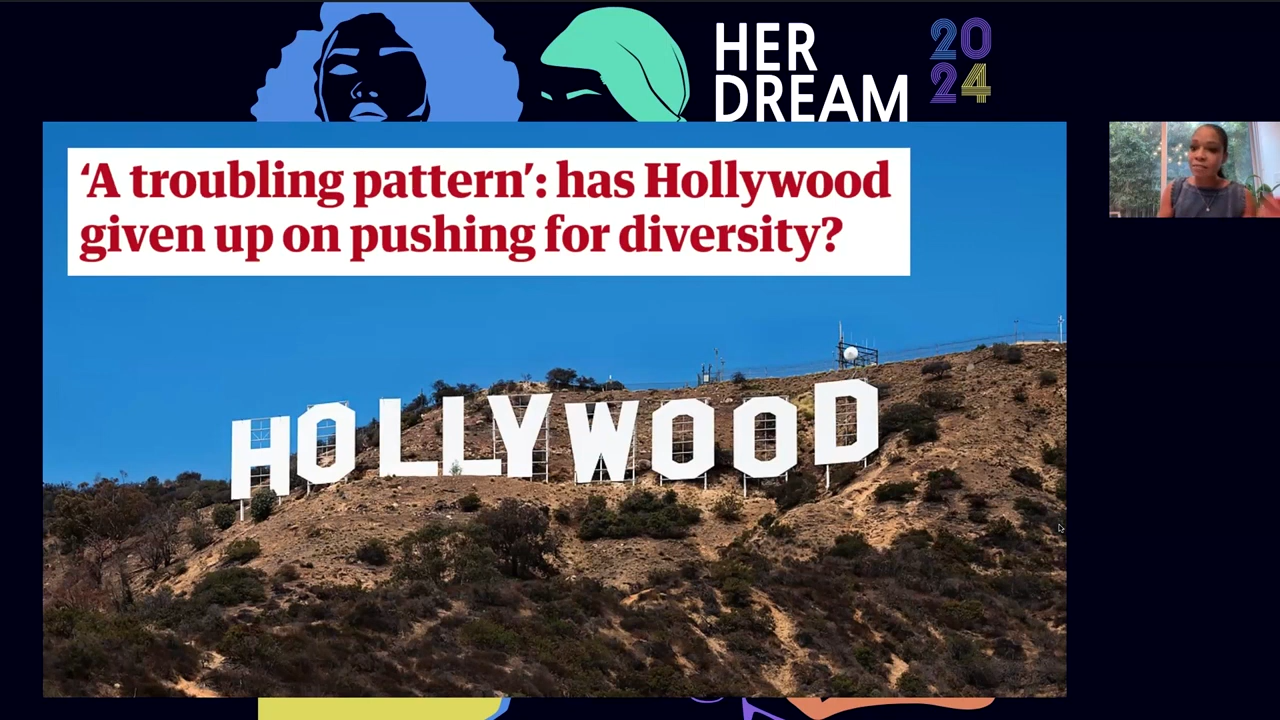 HER
DREAM
20
24
‘A troubling pattern’: has Hollywood
given up on pushing for diversity?
HOLLYWOOD